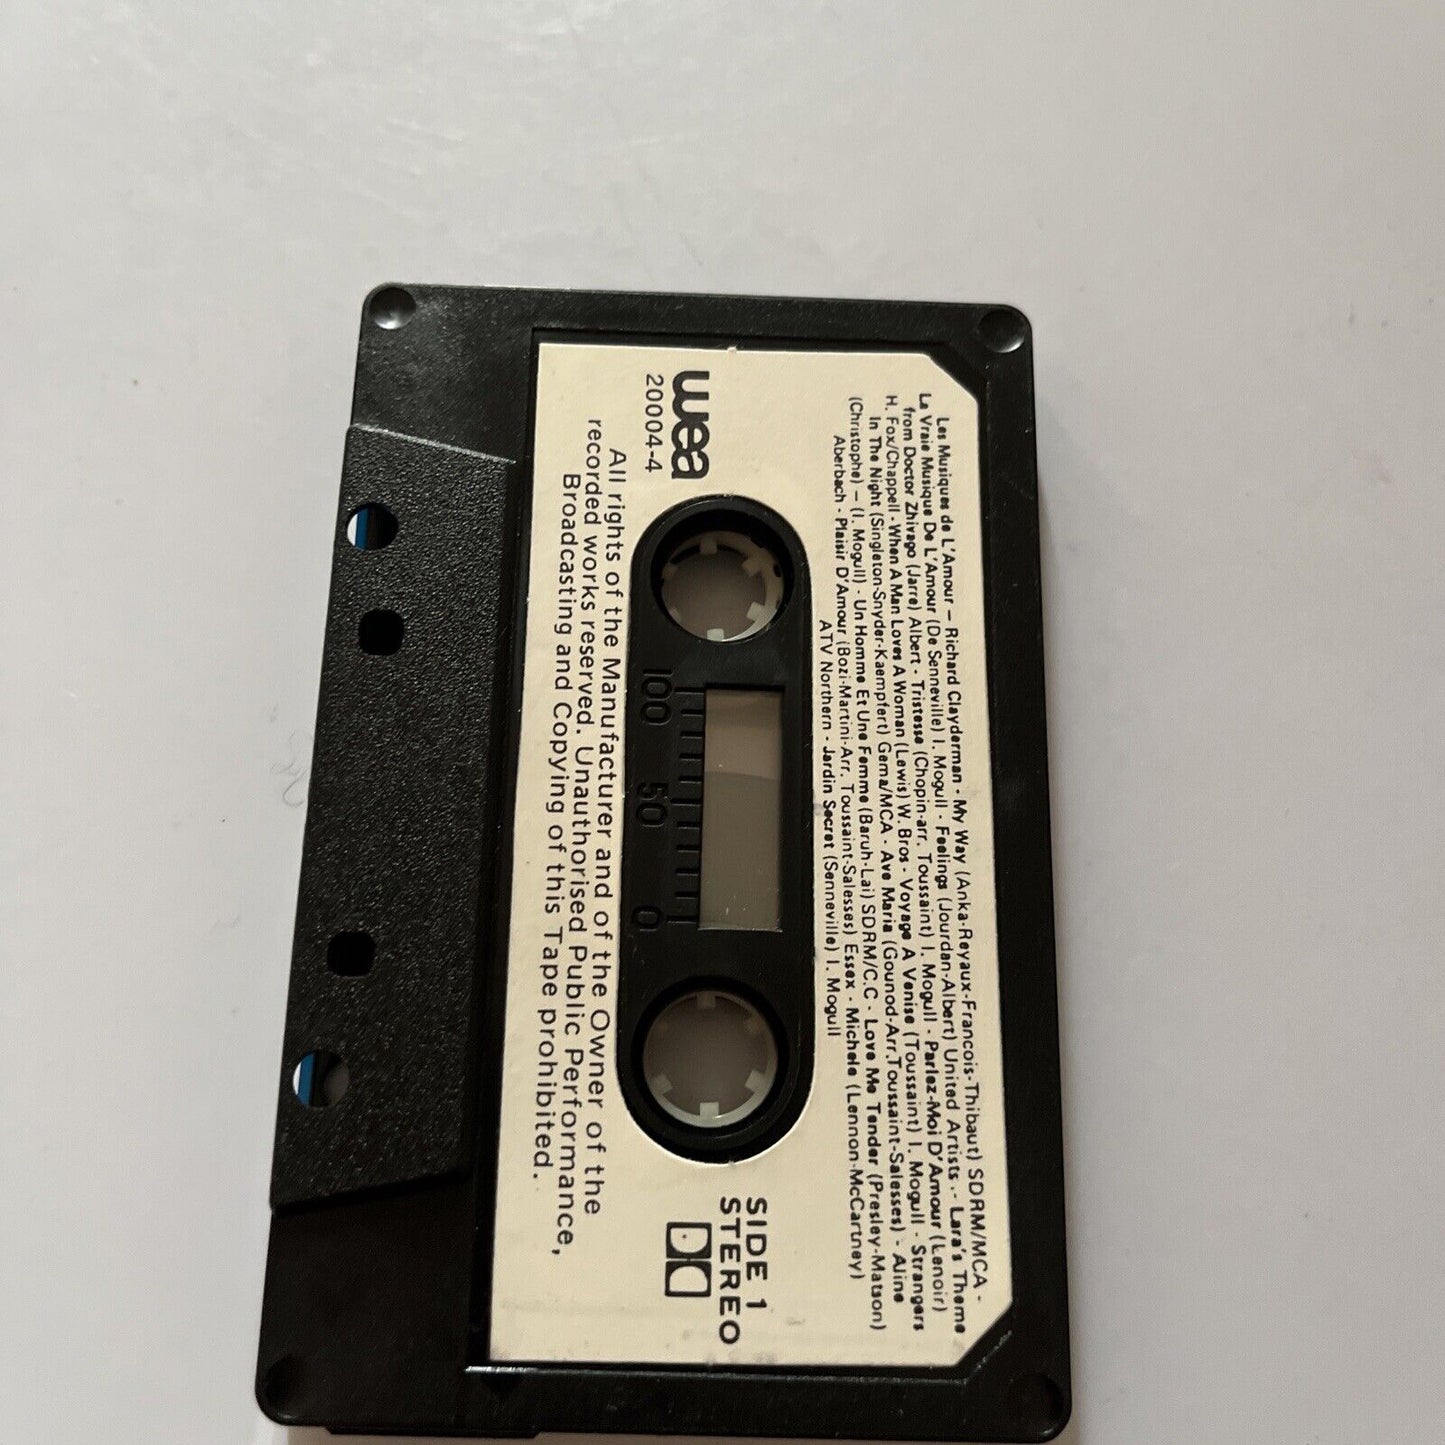 Les Musiques de L'Amour – Richard Clayderman - My Way (Anka-Reyaux-Francois-Thibaut) SDRM/MCA -
La Vraie Musique De L'Amour (De Senneville) I. Mogull - Feelings (Jourdan-Albert) United Artists - Lara's Theme
from Doctor Zhivago (Jarre) Albert - Tristesse (Chopin-arr. Toussaint) I. Mogull - Parlez-Moi D'Amour (Lenoir)
H. Fox/Chappell - When A Man Loves A Woman (Lewis) W. Bros - Voyage A Venise (Toussaint) I. Mogull - Strangers
In The Night (Singleton-Snyder-Kaempfert) Gema/MCA - Ave Maria (Gounod-Arr.Toussaint-Salesses) - Aline
(Christophe) – (I. Mogull) - Un Homme Et Une Femme (Baruh-Lai) SDRM/C.C - Love Me Tender (Presley-Matson)
Aberbach - Plaisir D'Amour (Bozi-Martini-Arr. Toussaint-Salesses) Essex - Michele (Lennon-McCartney)
ATV Northern - Jardin Secret (Senneville) I. Mogull
wea
20004-4
SIDE 1
STEREO
100 50 0
All rights of the Manufacturer and of the Owner of the
recorded works reserved. Unauthorised Public Performance,
Broadcasting and Copying of this Tape prohibited.